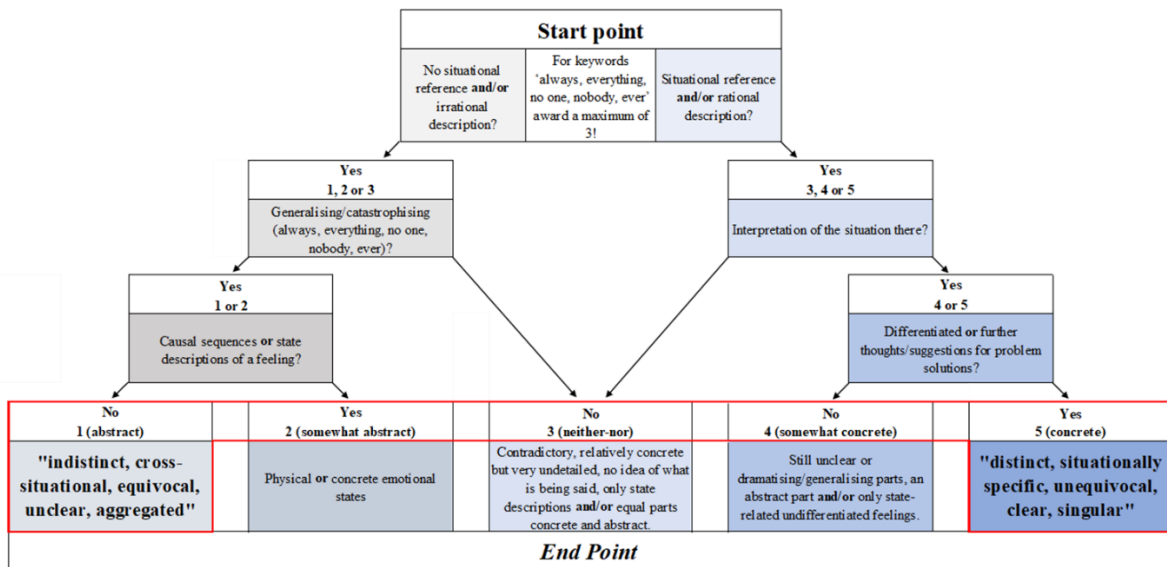 Start point
No situational
reference and/or
irrational
description?
For keywords
‘always, everything,
no one, nobody, ever’
award a maximum of
3!
Situational reference
and/or rational
description?
Yes
1, 2 or 3
Generalising/catastrophising
(always, everything, no one,
nobody, ever)?
Yes
3, 4 or 5
Interpretation of the situation there?
Yes
1 or 2
Causal sequences or state
descriptions of a feeling?
Yes
4 or 5
Differentiated or further
thoughts/suggestions for problem
solutions?
No
1 (abstract)
"indistinct, cross-
situational, equivocal,
unclear, aggregated"
Yes
2 (somewhat abstract)
Physical or concrete emotional
states
No
3 (neither-nor)
Contradictory, relatively concrete
but very undetailed, no idea of what
is being said, only state
descriptions and/or equal parts
concrete and abstract.
No
4 (somewhat concrete)
Still unclear or
dramatising/generalising parts, an
abstract part and/or only state-
related undifferentiated feelings.
Yes
5 (concrete)
"distinct, situationally
specific, unequivocal,
clear, singular"
End Point